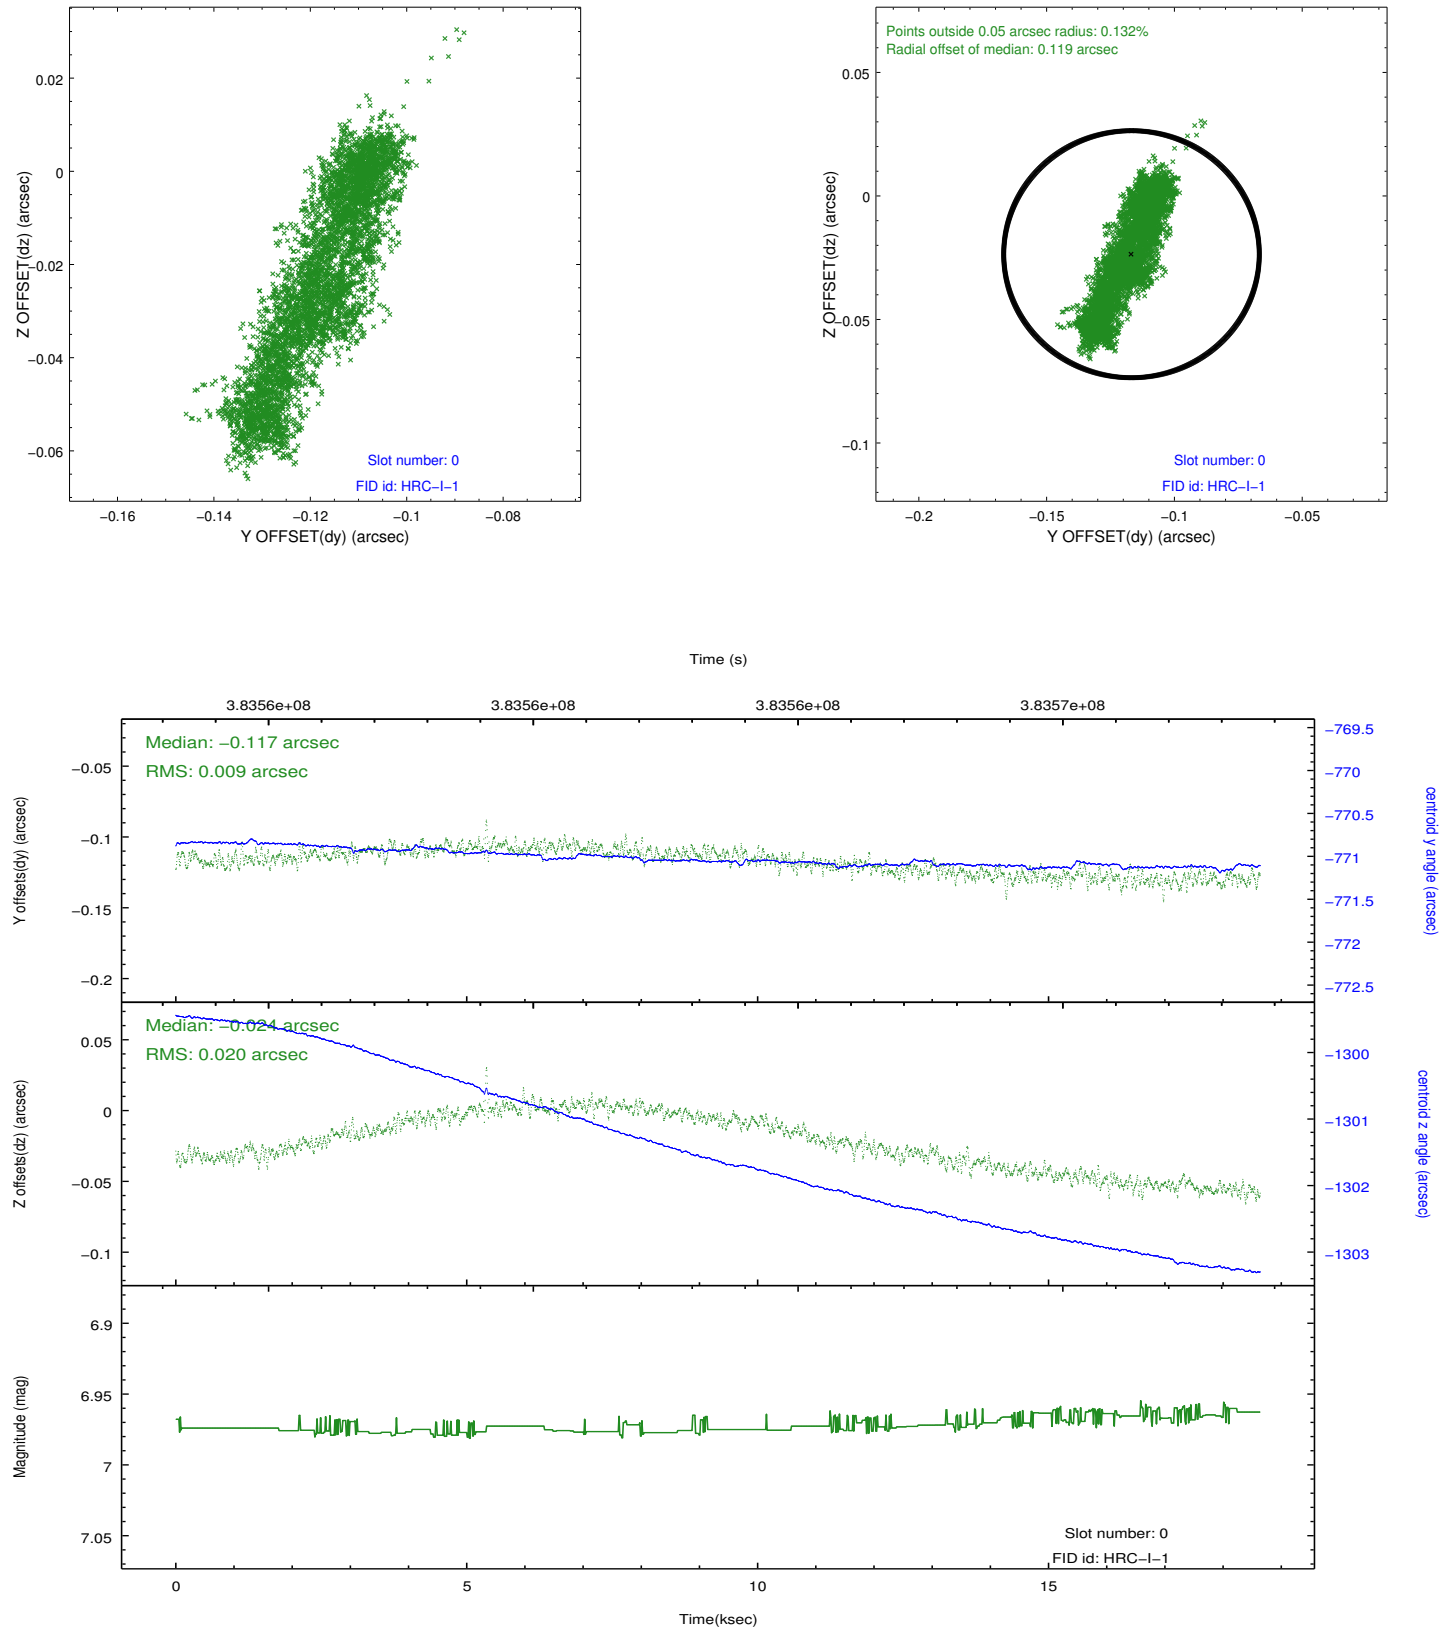 Z OFFSET(dz) (arcsec)
0.02
0
−0.02
−0.04
−0.06
Slot number: 0
FID id: HRC−I−1
−0.16
−0.14
−0.12
−0.1
−0.08
Y OFFSET(dy) (arcsec)
Points outside 0.05 arcsec radius: 0.132%
Radial offset of median: 0.119 arcsec
Z OFFSET(dz) (arcsec)
0.05
0
−0.05
−0.1
Slot number: 0
FID id: HRC−I−1
−0.2
−0.15
−0.1
−0.05
Y OFFSET(dy) (arcsec)
Time (s)
3.8356e+08
3.8356e+08
3.8356e+08
3.8357e+08
Median: −0.117 arcsec
RMS: 0.009 arcsec
Y offsets(dy) (arcsec)
−0.05
−0.1
−0.15
−0.2
−769.5
−770
−770.5
−771
−771.5
−772
−772.5
centroid y angle (arcsec)
Median: −0.024 arcsec
RMS: 0.020 arcsec
Z offsets(dz) (arcsec)
0.05
0
−0.05
−0.1
−1300
−1301
−1302
−1303
centroid z angle (arcsec)
Magnitude (mag)
6.9
6.95
7
7.05
Slot number: 0
FID id: HRC−I−1
0
5
10
15
Time(ksec)